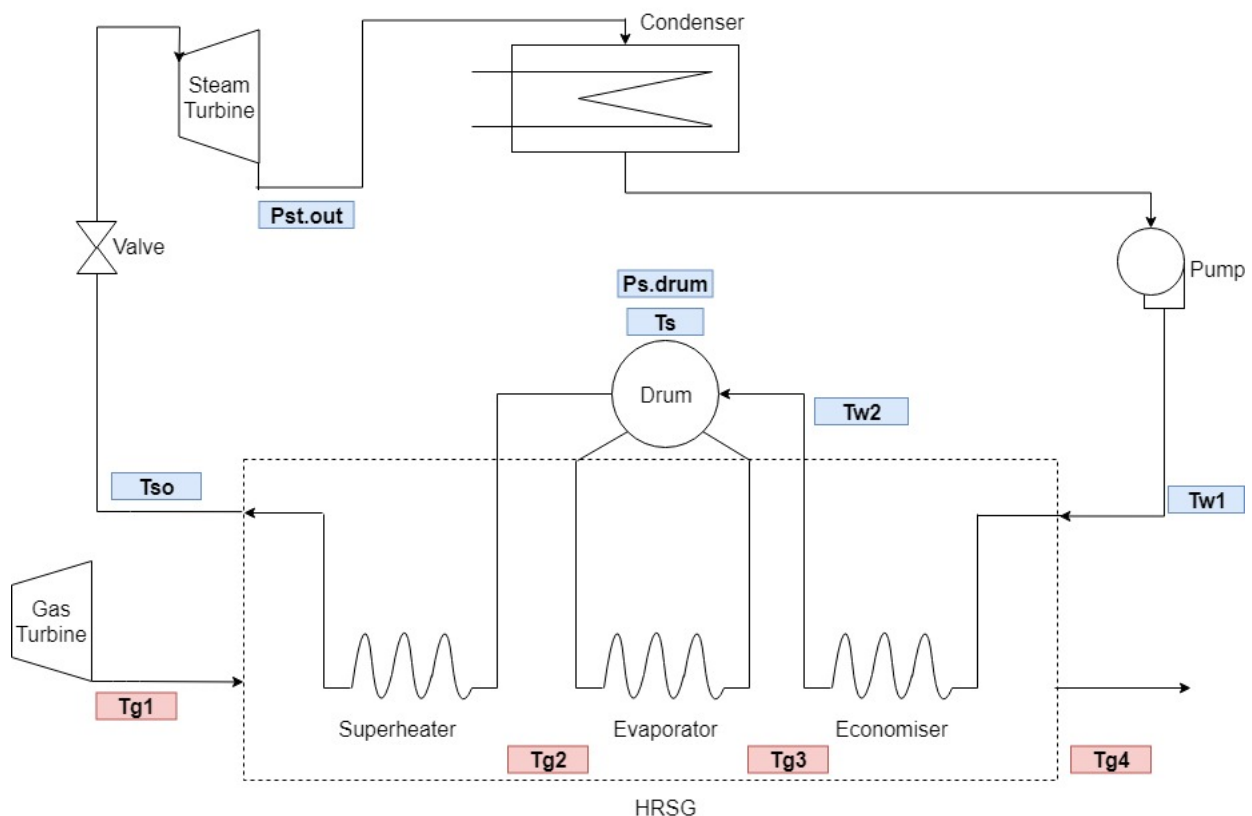 Condenser
Steam
Turbine
Pst.out
Valve
Pump
Ps.drum
Ts
Drum
Tw2
Tso
Tw1
Gas
Turbine
Tg1
Superheater
Evaporator
Economiser
Tg2
Tg3
Tg4
HRSG